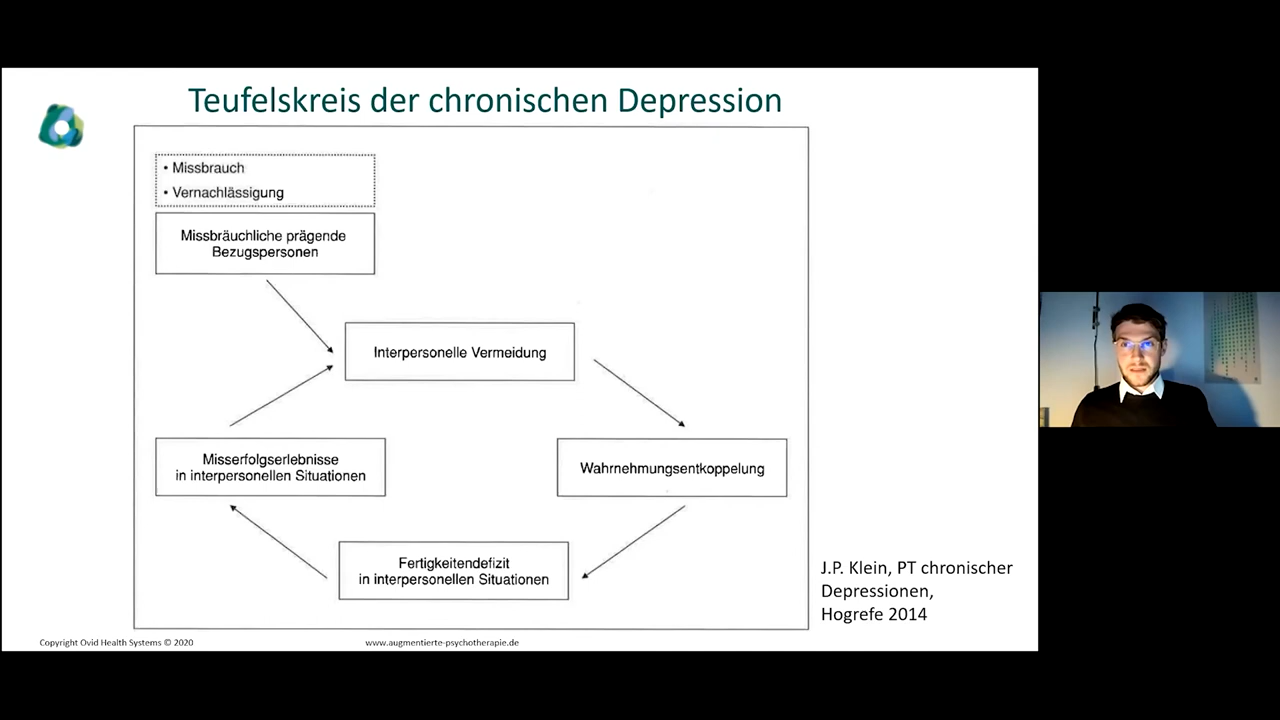 Teufelskreis der chronischen Depression
• Missbrauch
• Vernachlässigung
Missbräuchliche prägende
Bezugspersonen
Interpersonelle Vermeidung
Misserfolgserlebnisse
in interpersonellen Situationen
Wahrnehmungsentkoppelung
Fertigkeitendefizit
in interpersonellen Situationen
J.P. Klein, PT chronischer
Depressionen,
Hogrefe 2014
Copyright Ovid Health Systems © 2020
www.augmentierte-psychotherapie.de